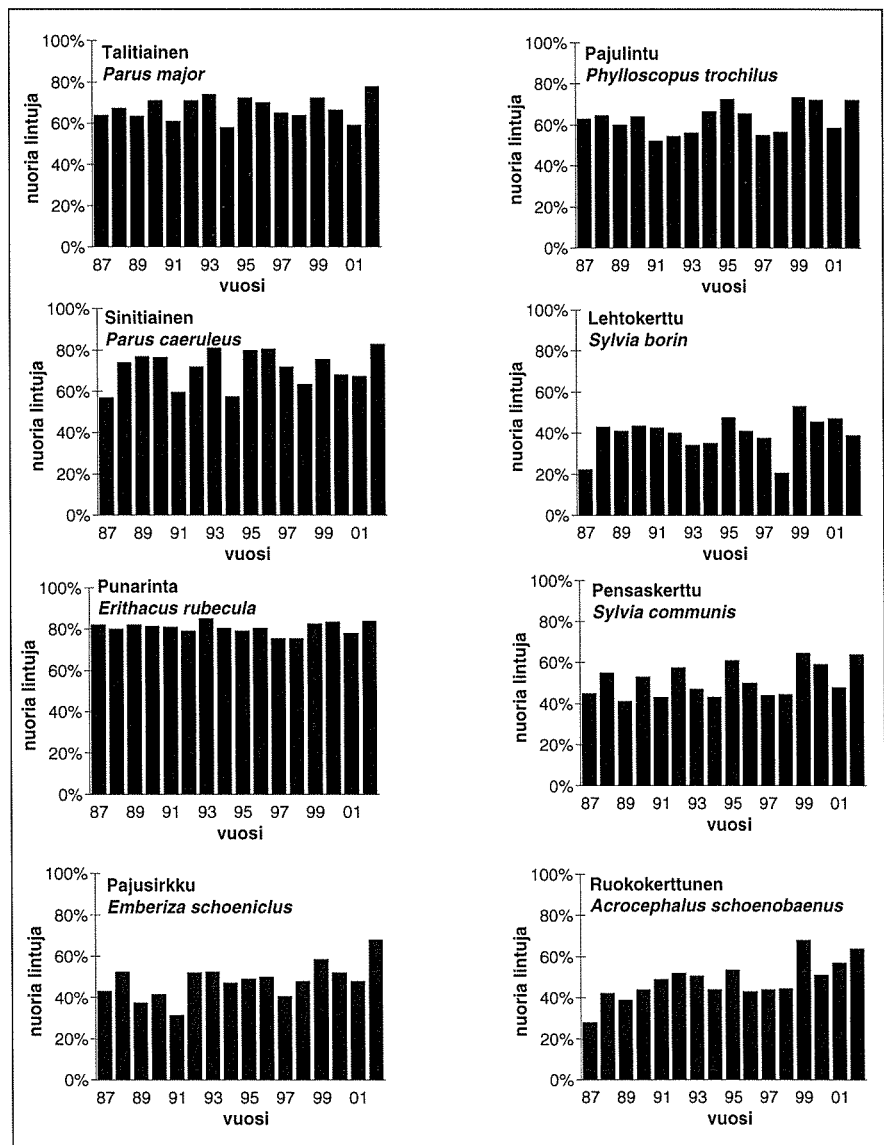 Talitiainen
Parus major
nuoria lintuja
100%
80%
60%
40%
20%
0%
87 89 91 93 95 97 99 01
vuosi
Pajulintu
Phylloscopus trochilus
nuoria lintuja
100%
80%
60%
40%
20%
0%
87 89 91 93 95 97 99 01
vuosi
Sinitiainen
Parus caeruleus
nuoria lintuja
100%
80%
60%
40%
20%
0%
87 89 91 93 95 97 99 01
vuosi
Lehtokerttu
Sylvia borin
nuoria lintuja
100%
80%
60%
40%
20%
0%
87 89 91 93 95 97 99 01
vuosi
Punarinta
Erithacus rubecula
nuoria lintuja
100%
80%
60%
40%
20%
0%
87 89 91 93 95 97 99 01
vuosi
Pensaskerttu
Sylvia communis
nuoria lintuja
100%
80%
60%
40%
20%
0%
87 89 91 93 95 97 99 01
vuosi
Pajusirkku
Emberiza schoeniclus
nuoria lintuja
100%
80%
60%
40%
20%
0%
87 89 91 93 95 97 99 01
vuosi
Ruokokerttunen
Acrocephalus schoenobaenus
nuoria lintuja
100%
80%
60%
40%
20%
0%
87 89 91 93 95 97 99 01
vuosi